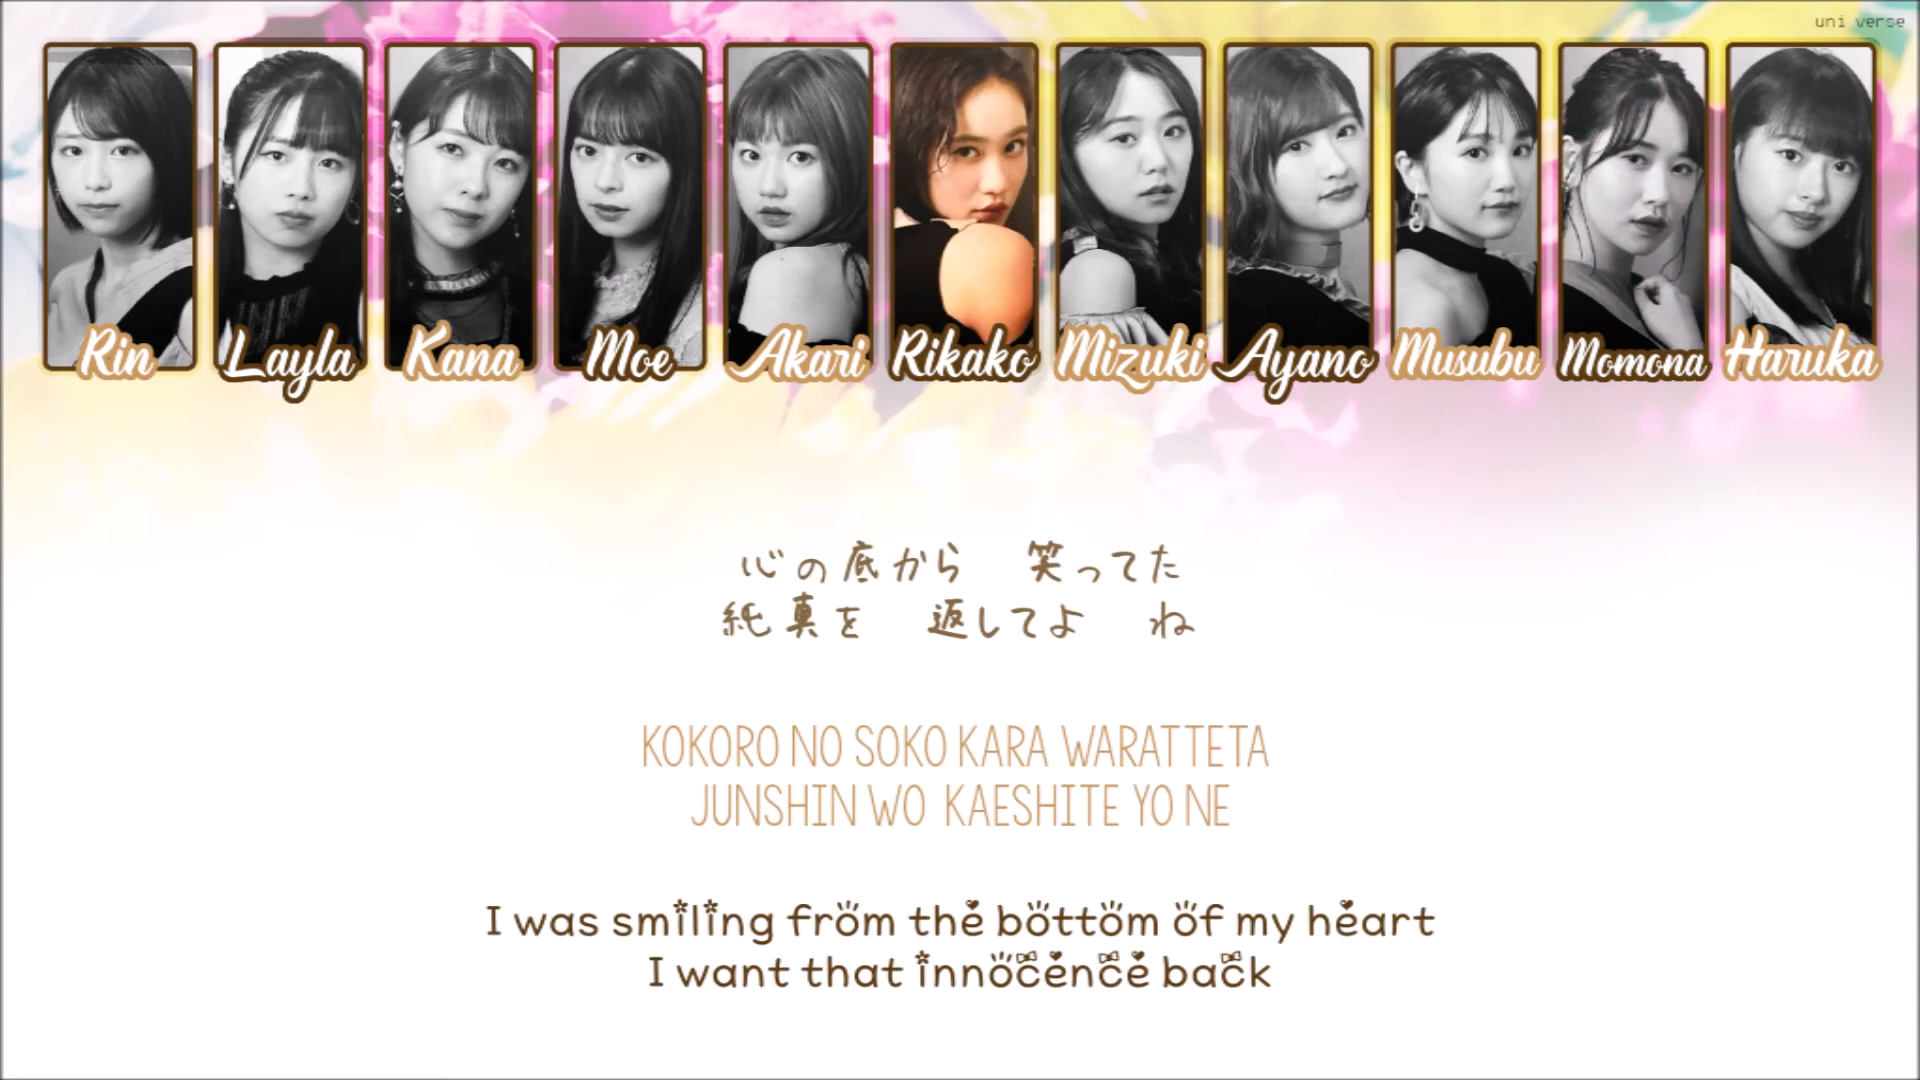 uni verse
Rin Layla Kana Moe Akari Rikako Mizuki Ayano Musubu Momona Haruka
心の底から 笑ってた
純真を 返してよ ね
KOKORO NO SOKO KARA WARATTETA
JUNSHIN WO KAESHITE YO NE
I was smiling from the bottom of my heart
I want that innocence back